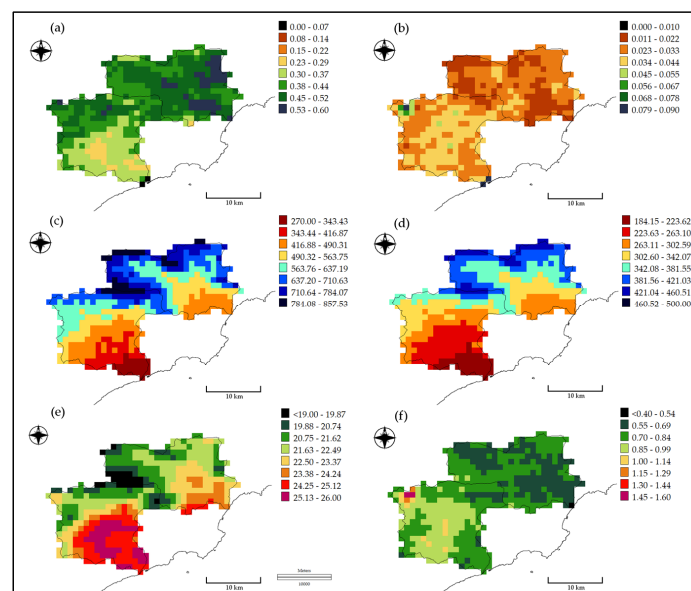 (a)
0.00 - 0.07
0.08 - 0.14
0.15 - 0.22
0.23 - 0.29
0.30 - 0.37
0.38 - 0.44
0.45 - 0.52
0.53 - 0.60
10 km
(b)
0.000 - 0.010
0.011 - 0.022
0.023 - 0.033
0.034 - 0.044
0.045 - 0.055
0.056 - 0.067
0.068 - 0.078
0.079 - 0.090
10 km
(c)
270.00 - 343.43
343.44 - 416.87
416.88 - 490.31
490.32 - 563.75
563.76 - 637.19
637.20 - 710.63
710.64 - 784.07
784.08 - 857.53
10 km
(d)
184.15 - 223.62
223.63 - 263.10
263.11 - 302.59
302.60 - 342.07
342.08 - 381.55
381.56 - 421.03
421.04 - 460.51
460.52 - 500.00
10 km
(e)
<19.00 - 19.87
19.88 - 20.74
20.75 - 21.62
21.63 - 22.49
22.50 - 23.37
23.38 - 24.24
24.25 - 25.12
25.13 - 26.00
10 km
Meters
10000
(f)
<0.40 - 0.54
0.55 - 0.69
0.70 - 0.84
0.85 - 0.99
1.00 - 1.14
1.15 - 1.29
1.30 - 1.44
1.45 - 1.60
10 km